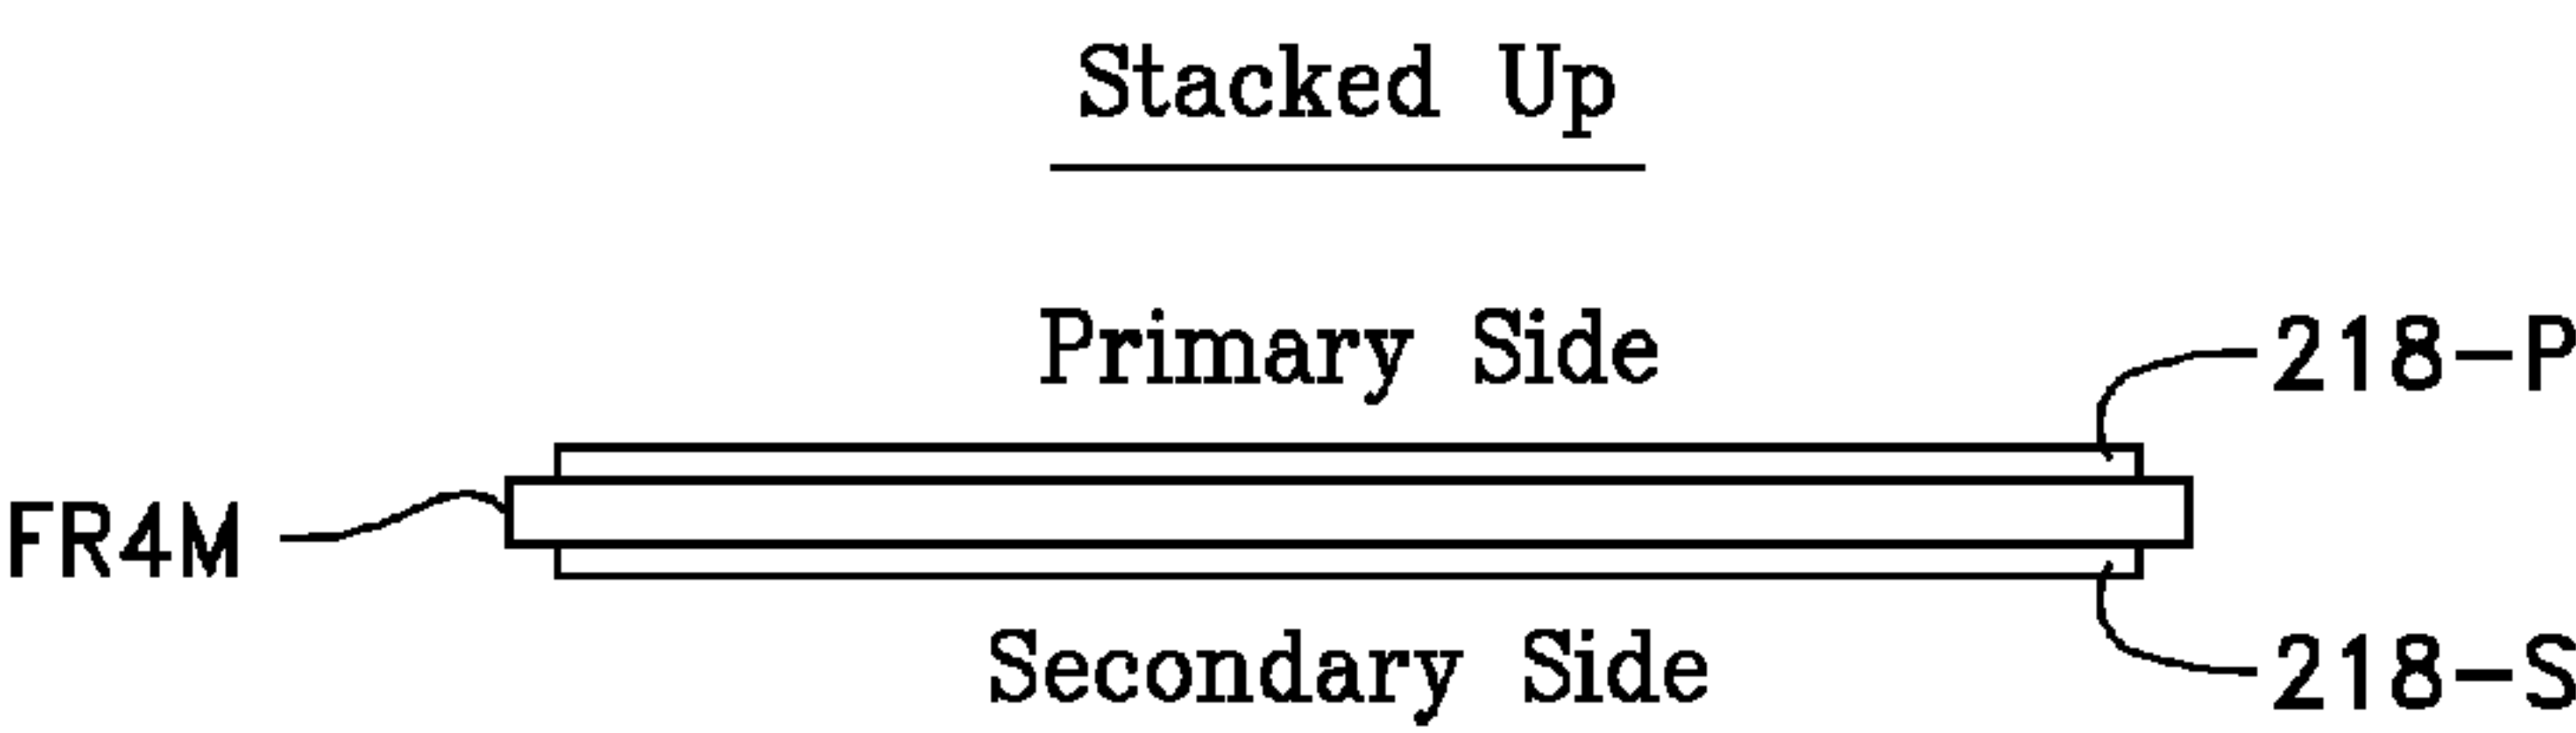 Stacked Up
Primary Side
218-P
FR4M
Secondary Side
218-S